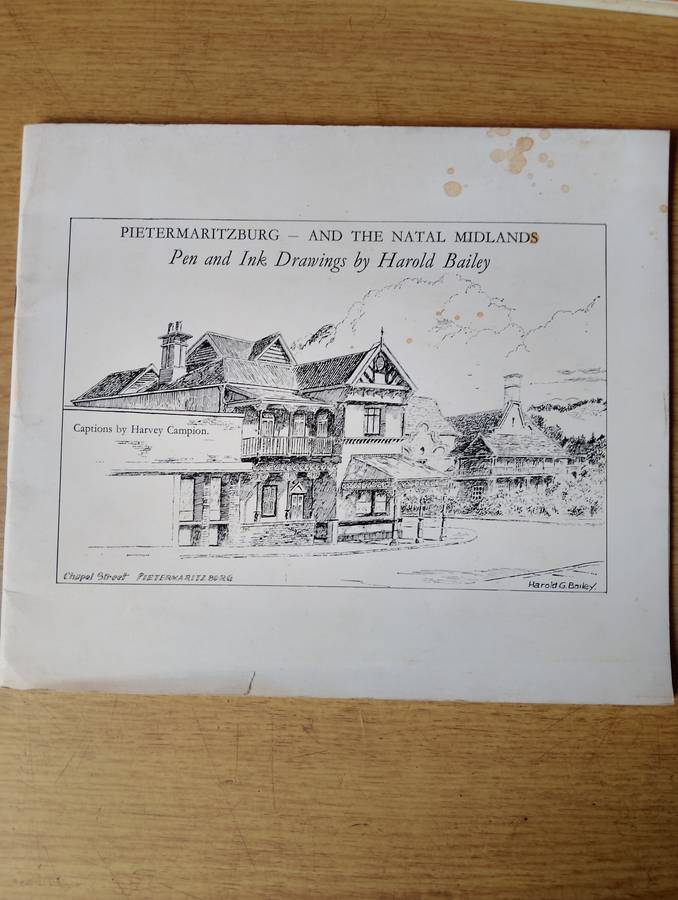 PIETERMARITZBURG – AND THE NATAL MIDLANDS
Pen and Ink Drawings by Harold Bailey
Captions by Harvey Campion.
Chapel Street PIETERMARITZBURG
Harold G. Bailey.